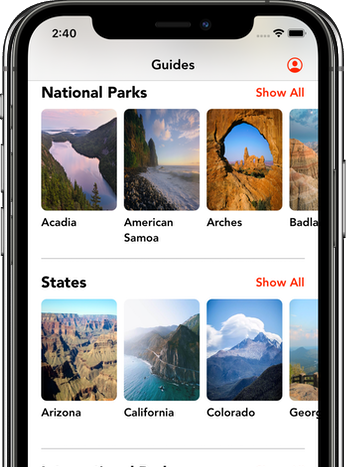 2:40
Guides
National Parks Show All
Acadia American Samoa Arches Badla
States Show All
Arizona California Colorado Georg